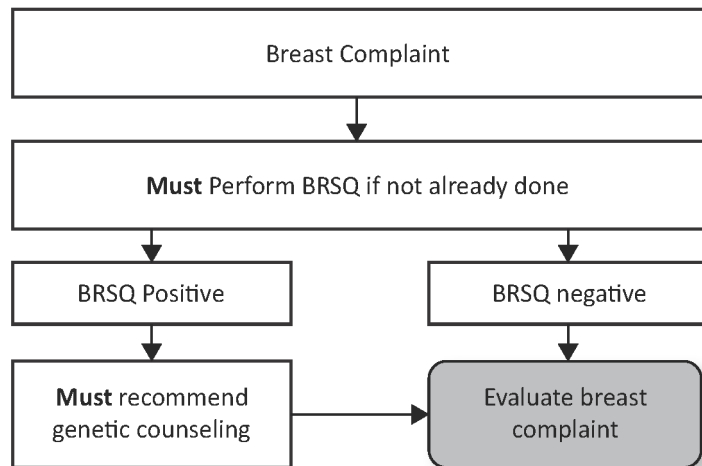 Breast Complaint
Must Perform BRSQ if not already done
BRSQ Positive
BRSQ negative
Must recommend
genetic counseling
Evaluate breast
complaint